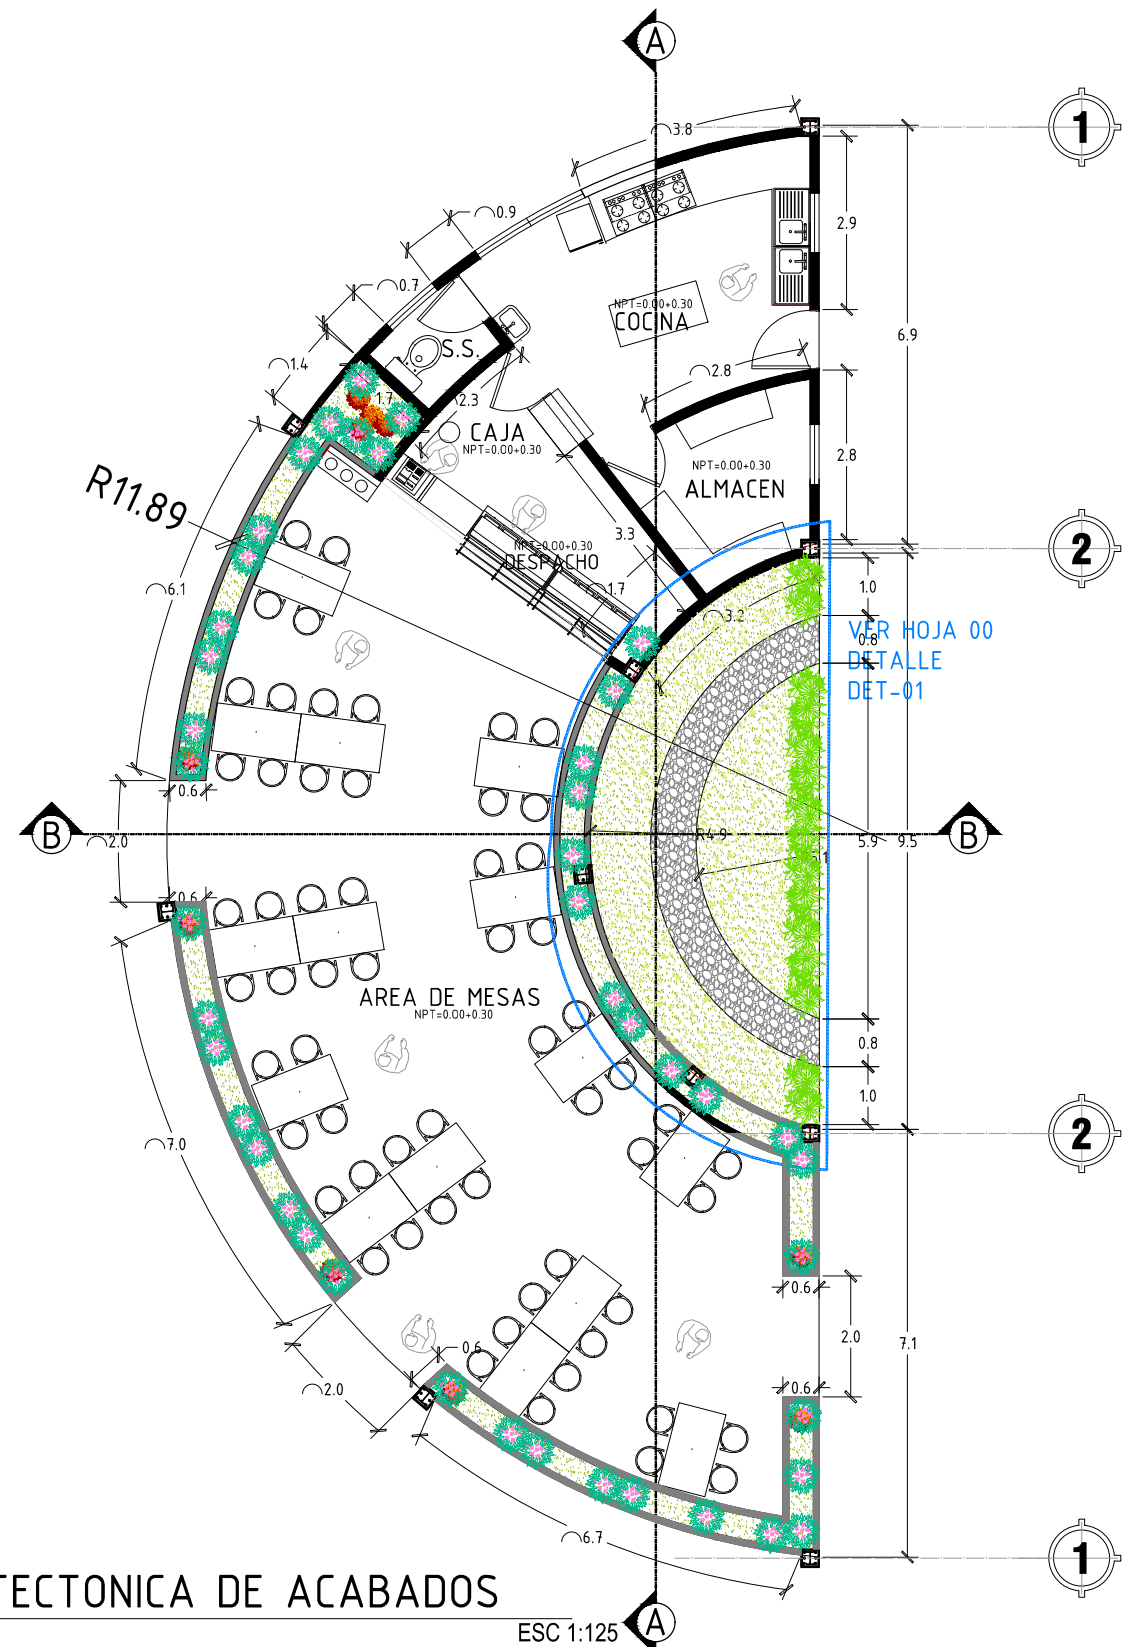 A
1
3.8
0.9
2.9
0.7
NPT=0.00+0.30
COCINA
6.9
S.S.
1.4
2.8
1.7
2.3
CAJA
NPT=0.00+0.30
2.8
NPT=0.00+0.30
ALMACEN
R11.89
3.3
2
NPT=0.00+0.30
DESPACHO
6.1
1.7
1.0
3.2
VER HOJA 00
0.8
DETALLE
DET-01
0.6
B
2.0
R4.9
5.9
9.5
B
0.6
AREA DE MESAS
NPT=0.00+0.30
0.8
1.0
7.0
2
0.6
2.0
7.1
0.6
2.0
0.6
6.7
1
TECTONICA DE ACABADOS
ESC 1:125
A